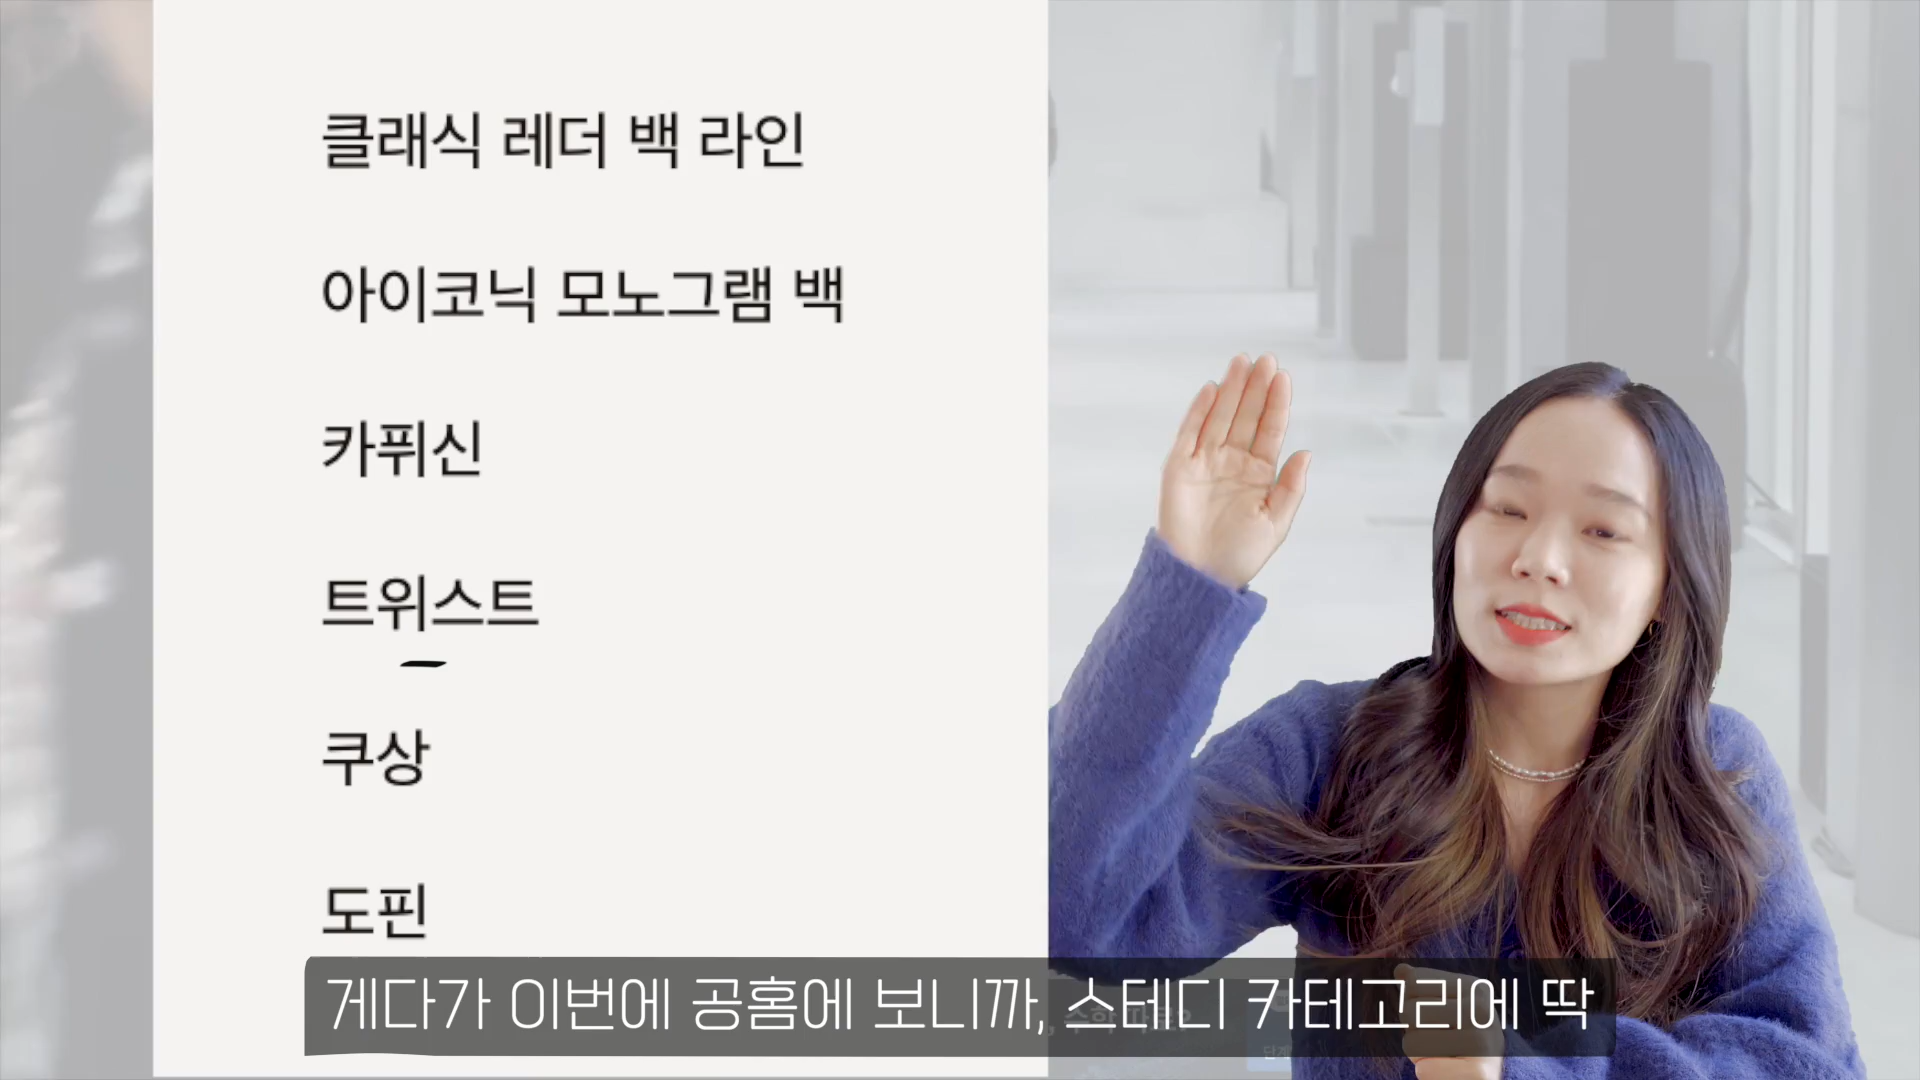 클래식 레더 백 라인
아이코닉 모노그램 백
카퓌신
트위스트
쿠상
도핀
게다가 이번에 공홈에 보니까, 스테디 카테고리에 딱